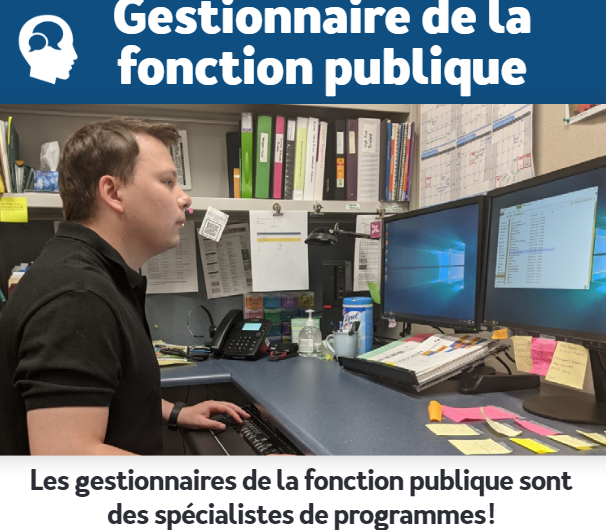 Gestionnaire de la
fonction publique
Les gestionnaires de la fonction publique sont
des spécialistes de programmes!